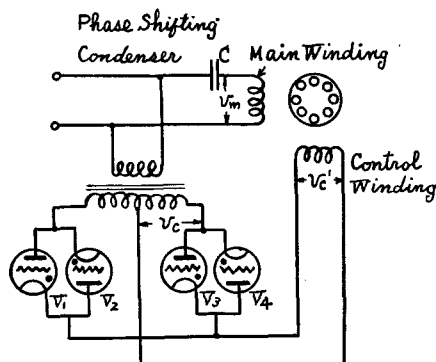 Phase Shifting
Condenser
C
Main Winding
Vm
Control
Winding
Vc'
Vc
V1
V2
V3
V4